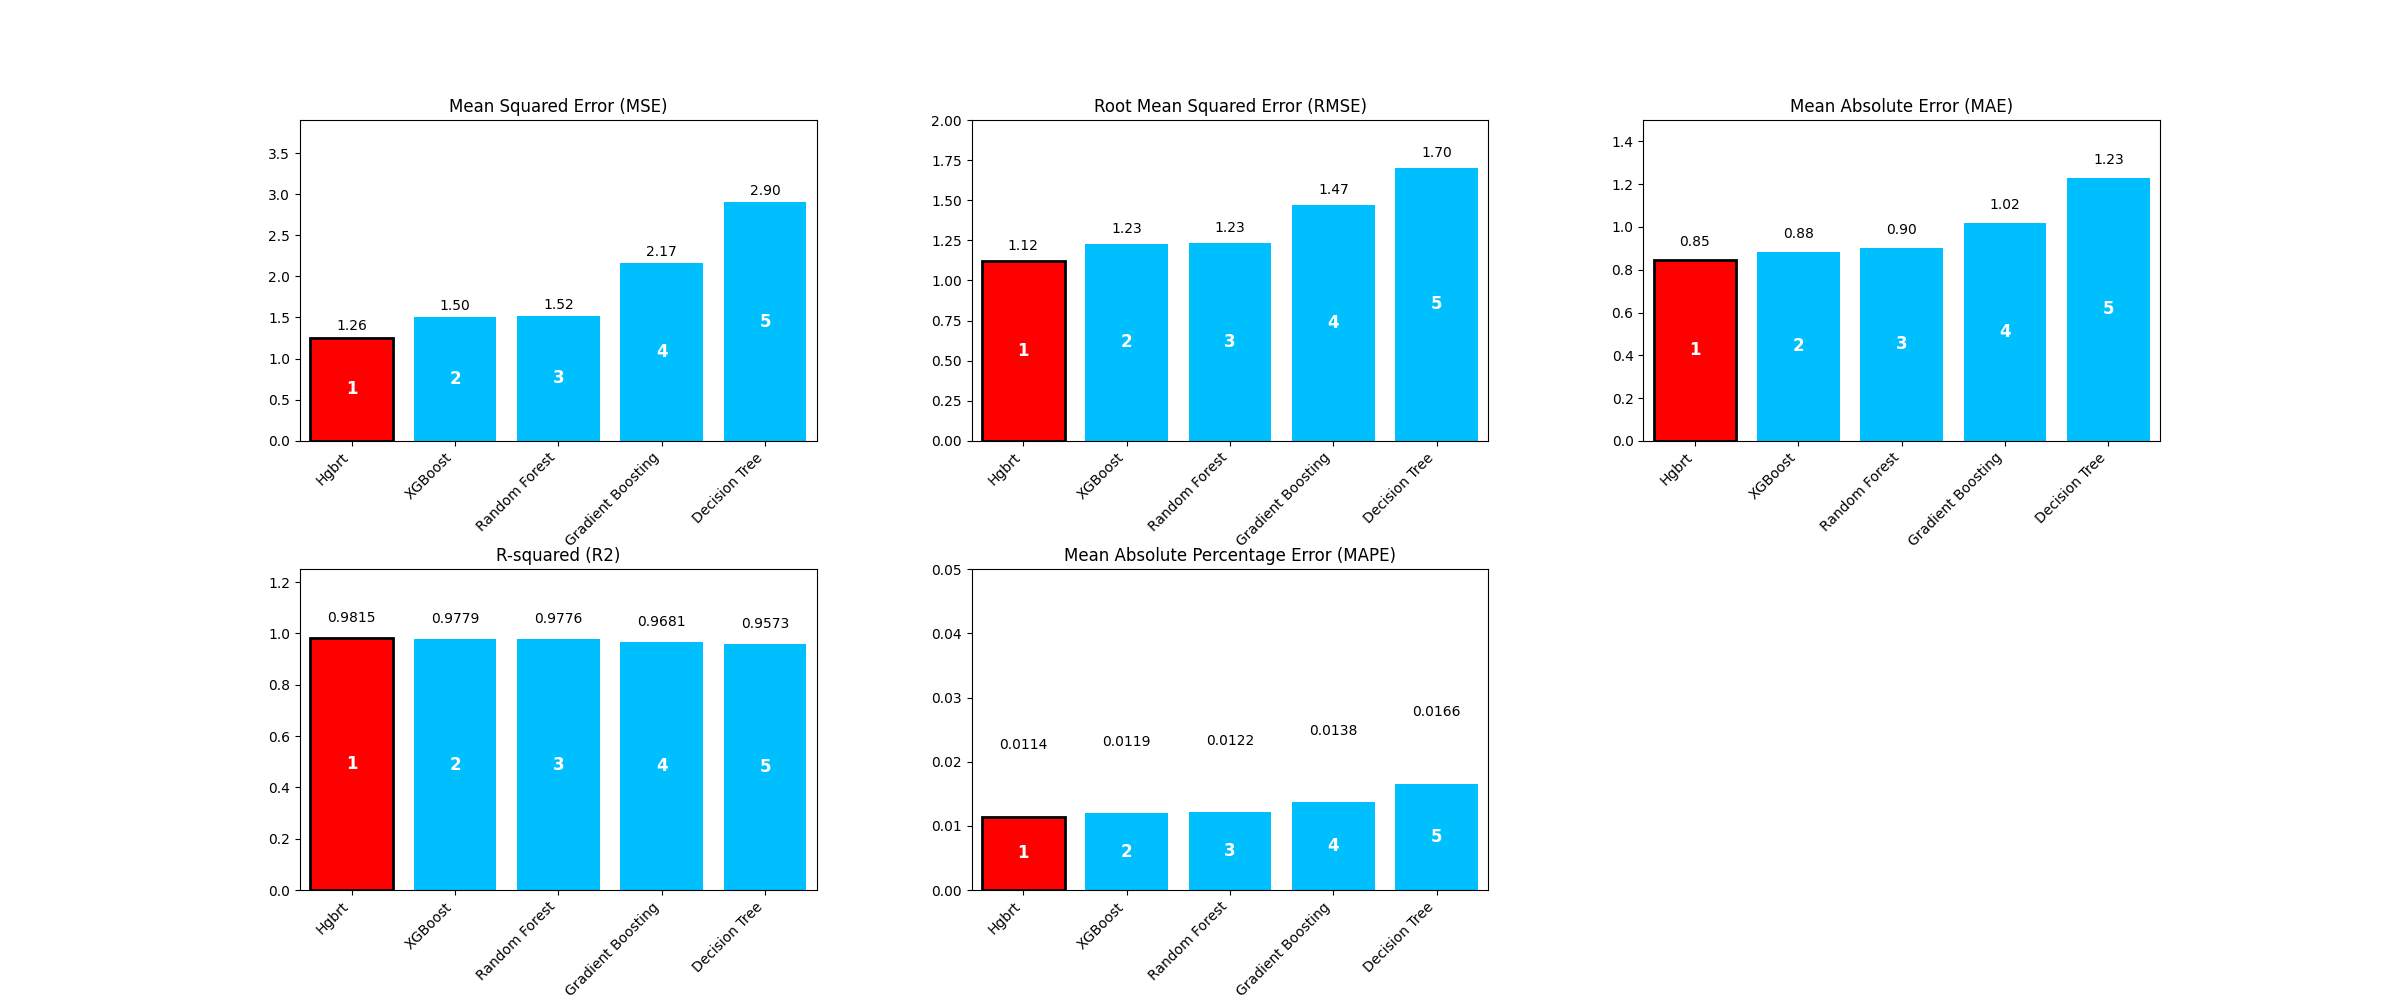 Mean Squared Error (MSE)
3.5
3.0
2.5
2.0
1.5
1.0
0.5
0.0
1.26
1.50
1.52
2.17
2.90
1
2
3
4
5
Hgbrt
XGBoost
Random Forest
Gradient Boosting
Decision Tree
Root Mean Squared Error (RMSE)
2.00
1.75
1.50
1.25
1.00
0.75
0.50
0.25
0.00
1.12
1.23
1.23
1.47
1.70
1
2
3
4
5
Hgbrt
XGBoost
Random Forest
Gradient Boosting
Decision Tree
Mean Absolute Error (MAE)
1.4
1.2
1.0
0.8
0.6
0.4
0.2
0.0
0.85
0.88
0.90
1.02
1.23
1
2
3
4
5
Hgbrt
XGBoost
Random Forest
Gradient Boosting
Decision Tree
R-squared (R2)
1.2
1.0
0.8
0.6
0.4
0.2
0.0
0.9815
0.9779
0.9776
0.9681
0.9573
1
2
3
4
5
Hgbrt
XGBoost
Random Forest
Gradient Boosting
Decision Tree
Mean Absolute Percentage Error (MAPE)
0.05
0.04
0.03
0.02
0.01
0.00
0.0114
0.0119
0.0122
0.0138
0.0166
1
2
3
4
5
Hgbrt
XGBoost
Random Forest
Gradient Boosting
Decision Tree